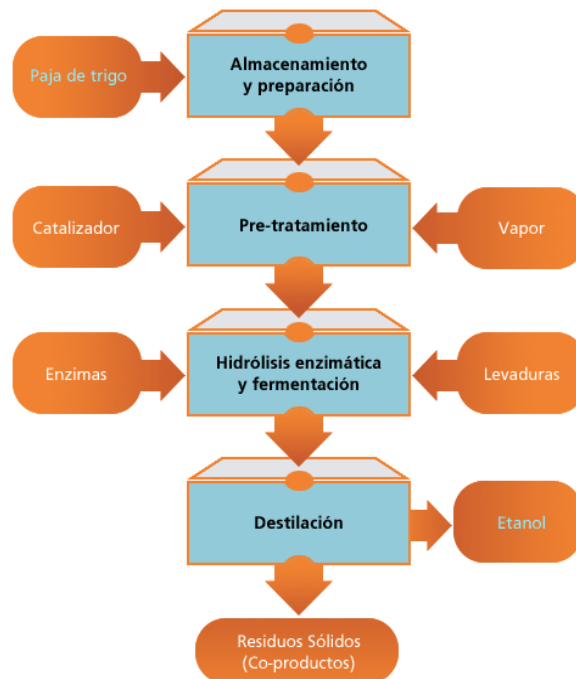 Almacenamiento
y preparación
Paja de trigo
Catalizador
Pre-tratamiento
Vapor
Enzimas
Hidrólisis enzimática
y fermentación
Levaduras
Destilación
Etanol
Residuos Sólidos
(Co-productos)